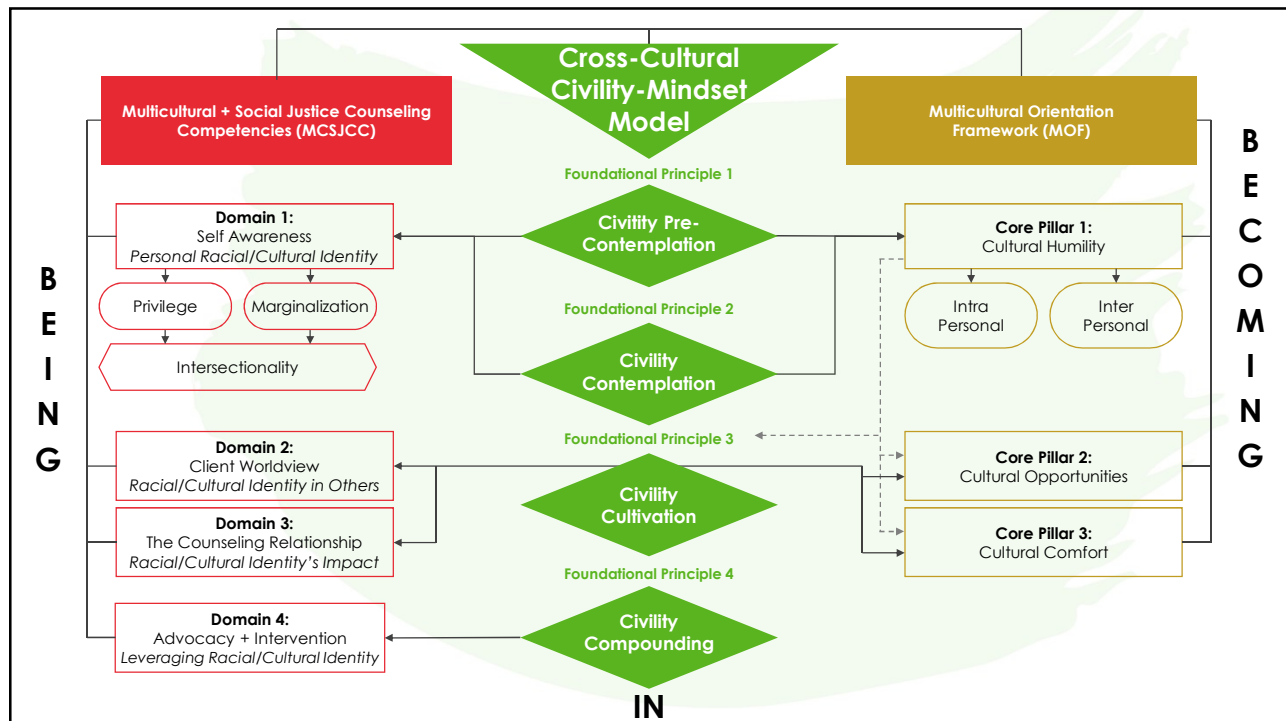 Cross-Cultural
Civility-Mindset
Model
Multicultural + Social Justice Counseling
Competencies (MCSJCC)
Multicultural Orientation
Framework (MOF)
BEING
BECOMING
Foundational Principle 1
Civitity Pre-
Contemplation
Domain 1:
Self Awareness
Personal Racial/Cultural Identity
Core Pillar 1:
Cultural Humility
Privilege
Marginalization
Intersectionality
Intra
Personal
Inter
Personal
Foundational Principle 2
Civility
Contemplation
Foundational Principle 3
Civility
Cultivation
Domain 2:
Client Worldview
Racial/Cultural Identity in Others
Domain 3:
The Counseling Relationship
Racial/Cultural Identity’s Impact
Core Pillar 2:
Cultural Opportunities
Core Pillar 3:
Cultural Comfort
Foundational Principle 4
Civility
Compounding
Domain 4:
Advocacy + Intervention
Leveraging Racial/Cultural Identity
IN